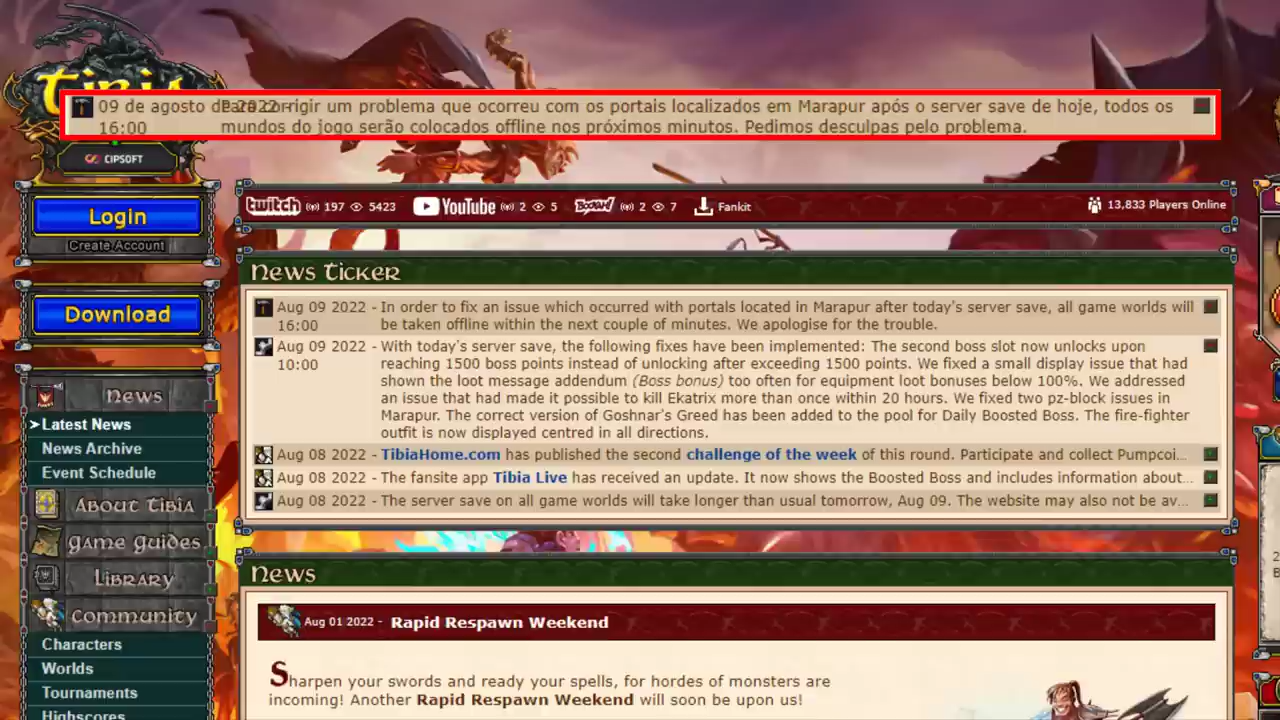 Tibia
09 de agosto de 2022 - Para corrigir um problema que ocorreu com os portais localizados em Marapur após o server save de hoje, todos os
16:00 mundos do jogo serão colocados offline nos próximos minutos. Pedimos desculpas pelo problema.
CIPSOFT
Login
Create Account
Download
News
Latest News
News Archive
Event Schedule
About Tibia
Game Guides
Library
Community
Characters
Worlds
Tournaments
Highscores
twitch 197 5423 YouTube 2 5 BOOM! 2 7 Fankit 13,833 Players Online
News Ticker
Aug 09 2022 - In order to fix an issue which occurred with portals located in Marapur after today's server save, all game worlds will
16:00 be taken offline within the next couple of minutes. We apologise for the trouble.
Aug 09 2022 - With today's server save, the following fixes have been implemented: The second boss slot now unlocks upon
10:00 reaching 1500 boss points instead of unlocking after exceeding 1500 points. We fixed a small display issue that had
shown the loot message addendum (Boss bonus) too often for equipment loot bonuses below 100%. We addressed
an issue that had made it possible to kill Ekatrix more than once within 20 hours. We fixed two pz-block issues in
Marapur. The correct version of Goshnar's Greed has been added to the pool for Daily Boosted Boss. The fire-fighter
outfit is now displayed centred in all directions.
Aug 08 2022 - TibiaHome.com has published the second challenge of the week of this round. Participate and collect Pumpcoi...
Aug 08 2022 - The fansite app Tibia Live has received an update. It now shows the Boosted Boss and includes information about...
Aug 08 2022 - The server save on all game worlds will take longer than usual tomorrow, Aug 09. The website may also not be av...
News
Aug 01 2022 - Rapid Respawn Weekend
Sharpen your swords and ready your spells, for hordes of monsters are
incoming! Another Rapid Respawn Weekend will soon be upon us!
2
B